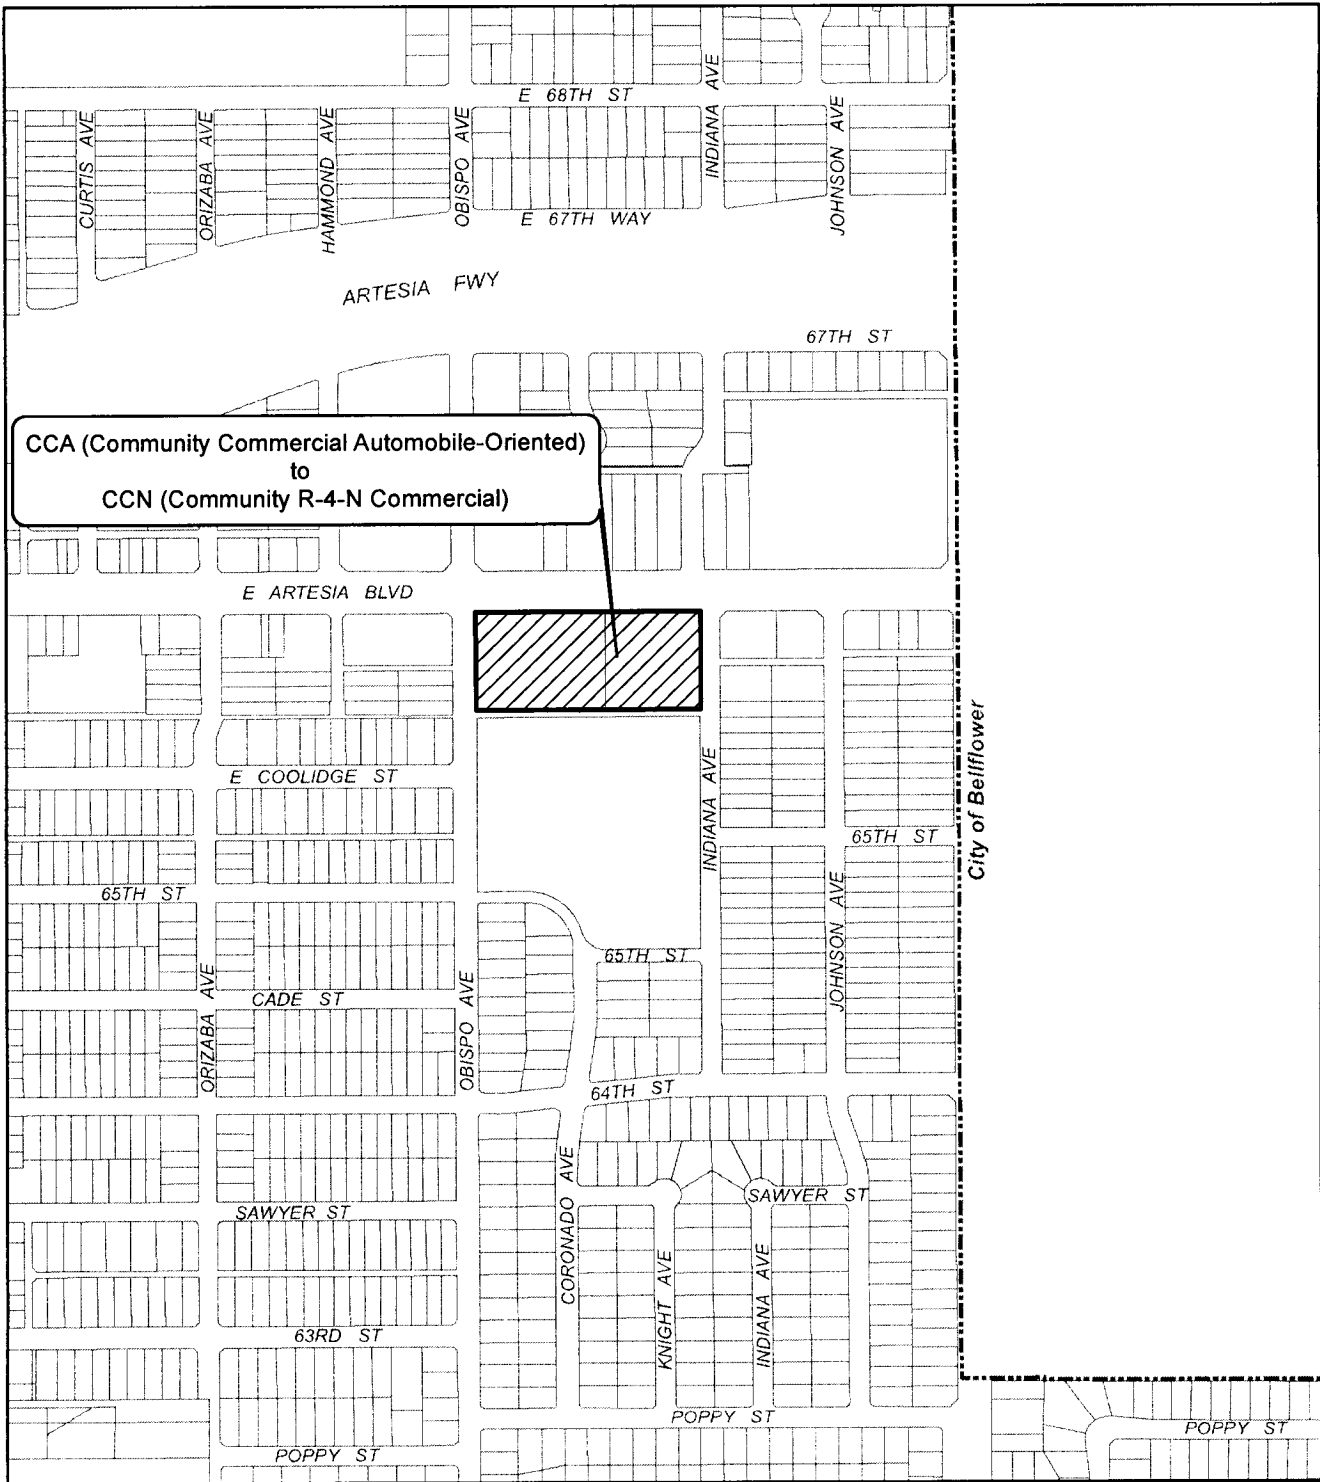 E 68TH ST
CURTIS AVE
ORIZABA AVE
HAMMOND AVE
OBISPO AVE
INDIANA AVE
JOHNSON AVE
E 67TH WAY
ARTESIA FWY
67TH ST
CCA (Community Commercial Automobile-Oriented)
to
CCN (Community R-4-N Commercial)
E ARTESIA BLVD
E COOLIDGE ST
INDIANA AVE
City of Bellflower
65TH ST
65TH ST
JOHNSON AVE
65TH ST
ORIZABA AVE
CADE ST
OBISPO AVE
64TH ST
CORONADO AVE
SAWYER ST
SAWYER ST
KNIGHT AVE
INDIANA AVE
63RD ST
POPPY ST
POPPY ST
POPPY ST